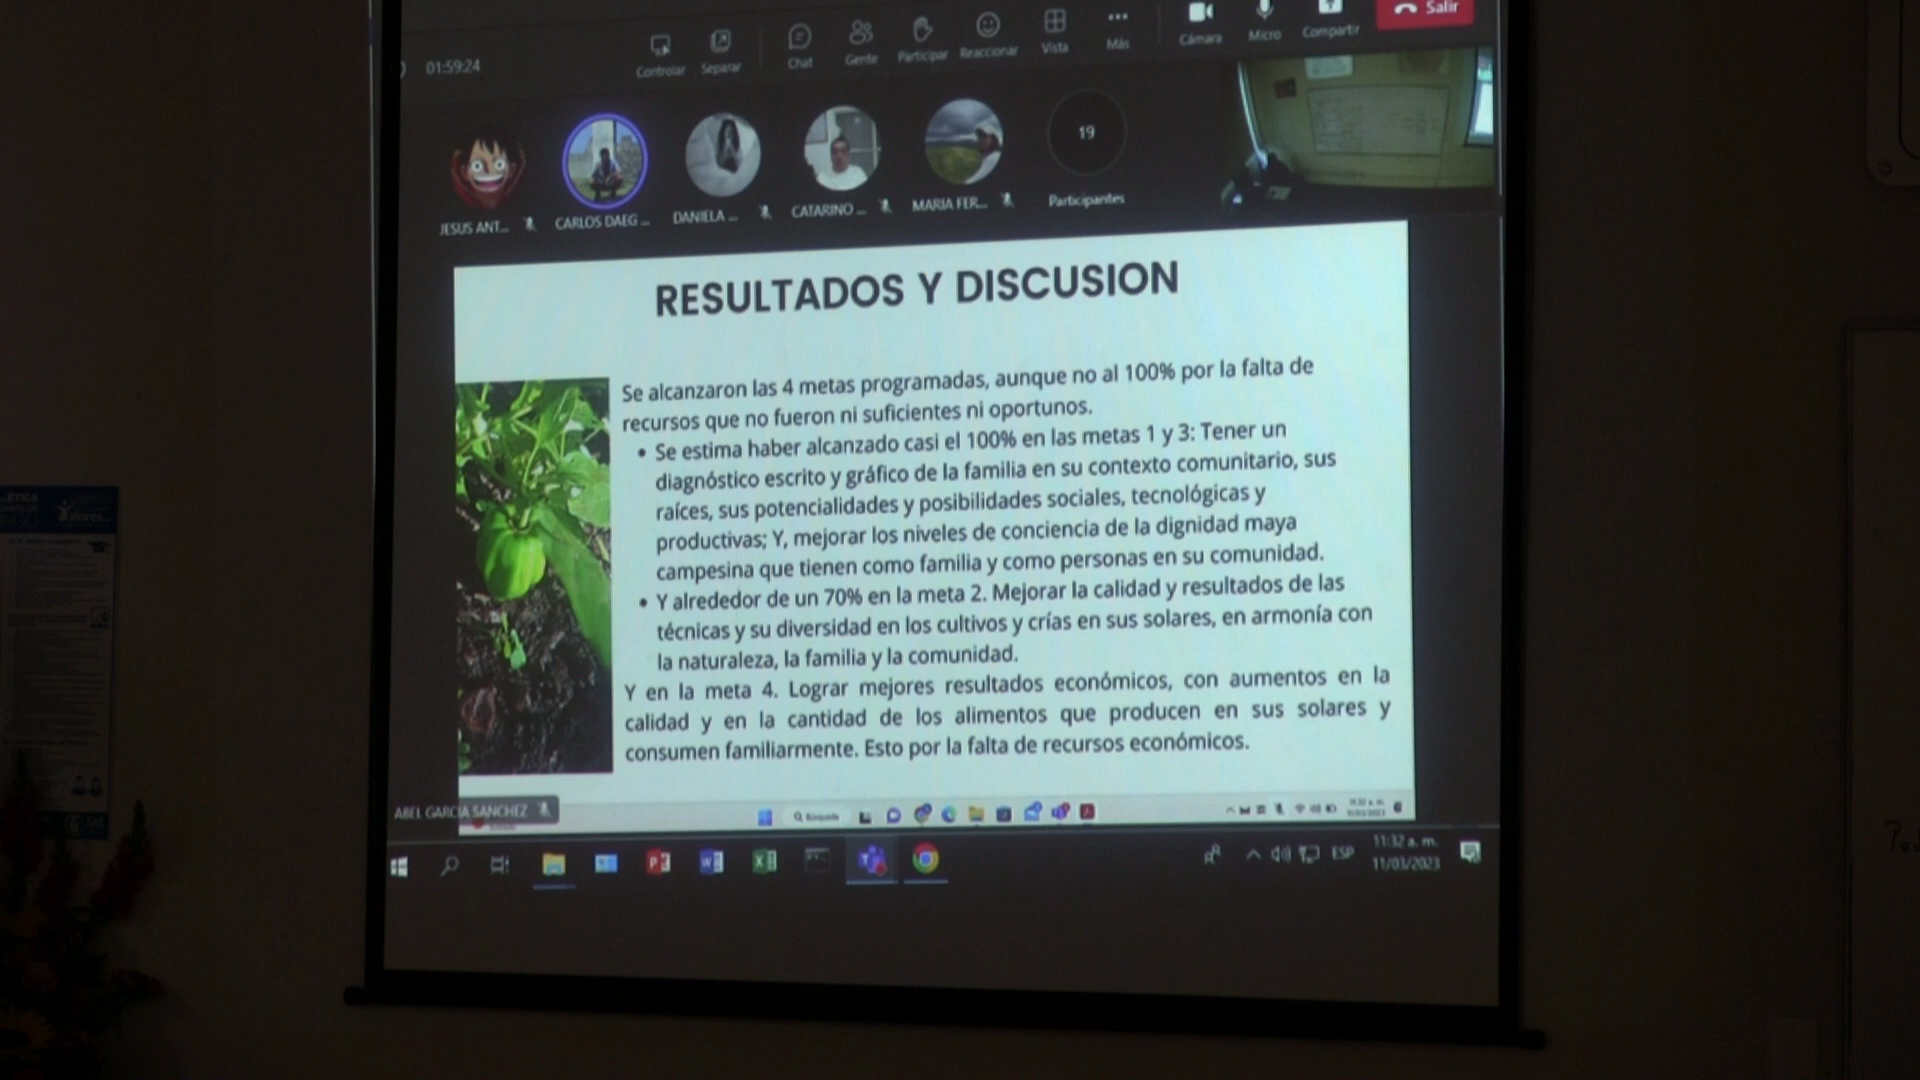 01:59:24
Controlar
Separar
Chat
Gente
Participar
Reaccionar
Vista
Más
Cámara
Micro
Compartir
Salir
JESUS ANT...
CARLOS DAEG ...
DANIELA ...
CATARINO ...
MARIA FER...
19
Participantes
RESULTADOS Y DISCUSION
Se alcanzaron las 4 metas programadas, aunque no al 100% por la falta de
recursos que no fueron ni suficientes ni oportunos.
• Se estima haber alcanzado casi el 100% en las metas 1 y 3: Tener un
diagnóstico escrito y gráfico de la familia en su contexto comunitario, sus
raíces, sus potencialidades y posibilidades sociales, tecnológicas y
productivas; Y, mejorar los niveles de conciencia de la dignidad maya
campesina que tienen como familia y como personas en su comunidad.
• Y alrededor de un 70% en la meta 2. Mejorar la calidad y resultados de las
técnicas y su diversidad en los cultivos y crías en sus solares, en armonía con
la naturaleza, la familia y la comunidad.
Y en la meta 4. Lograr mejores resultados económicos, con aumentos en la
calidad y en la cantidad de los alimentos que producen en sus solares y
consumen familiarmente. Esto por la falta de recursos económicos.
ABEL GARCIA SANCHEZ
Búsqueda
ESP
11:32 a. m.
11/03/2023
ÉTICA